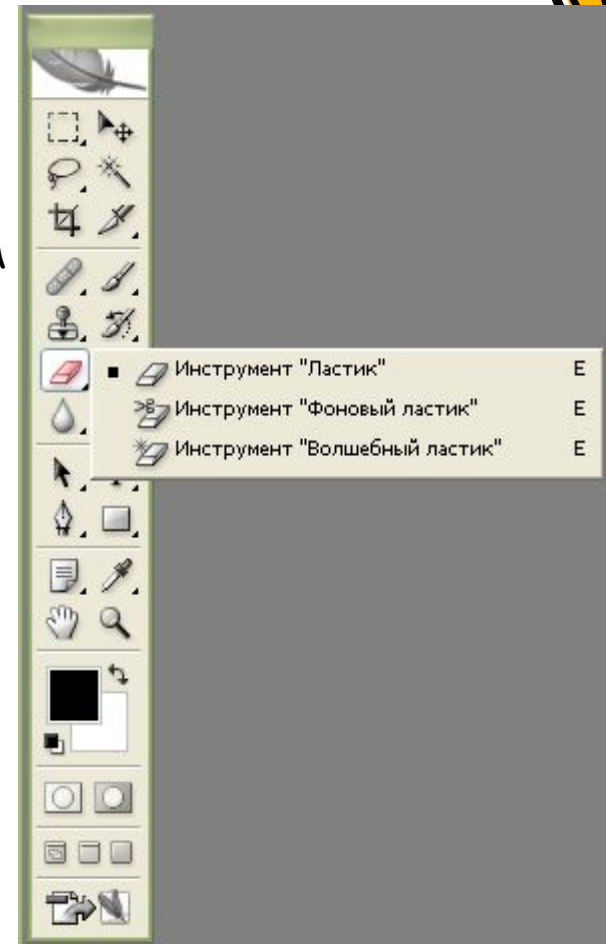 Инструмент "Ластик" E
Инструмент "Фоновый ластик" E
Инструмент "Волшебный ластик" E